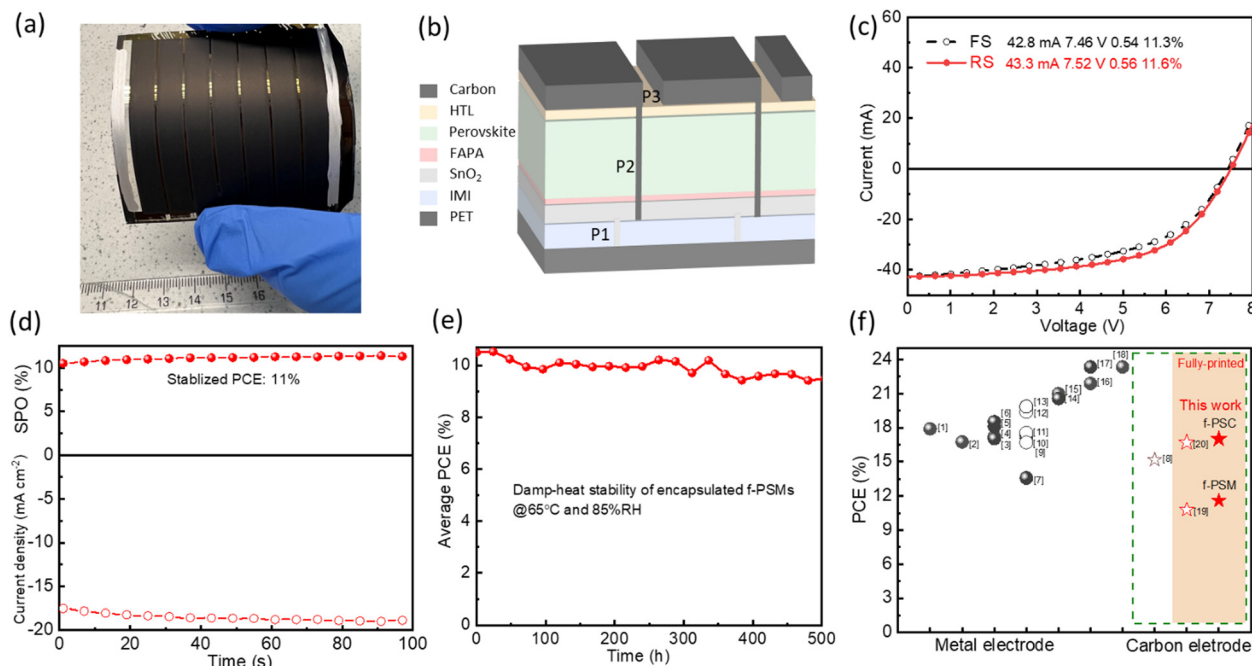 (a)
11 12 13 14 15 16
(b)
Carbon
HTL
Perovskite
FAPA
SnO₂
IMI
PET
P3
P2
P1
(c)
FS 42.8 mA 7.46 V 0.54 11.3%
RS 43.3 mA 7.52 V 0.56 11.6%
Current (mA)
40
20
0
-20
-40
0 1 2 3 4 5 6 7 8
Voltage (V)
(d)
SPO (%)
10
5
0
Stablized PCE: 11%
Current density (mA cm⁻²)
-5
-10
-15
-20
0 20 40 60 80 100
Time (s)
(e)
Average PCE (%)
10
8
6
4
2
0
Damp-heat stability of encapsulated f-PSMs
@65°C and 85%RH
0 100 200 300 400 500
Time (h)
(f)
PCE (%)
24
21
18
15
12
9
6
3
0
[1]
[2]
[6]
[5]
[4]
[3]
[13]
[12]
[11]
[10]
[9]
[7]
[15]
[14]
[17]
[16]
[18]
[8]
Fully-printed
This work
f-PSC
[20]
f-PSM
[19]
Metal electrode
Carbon eletrode